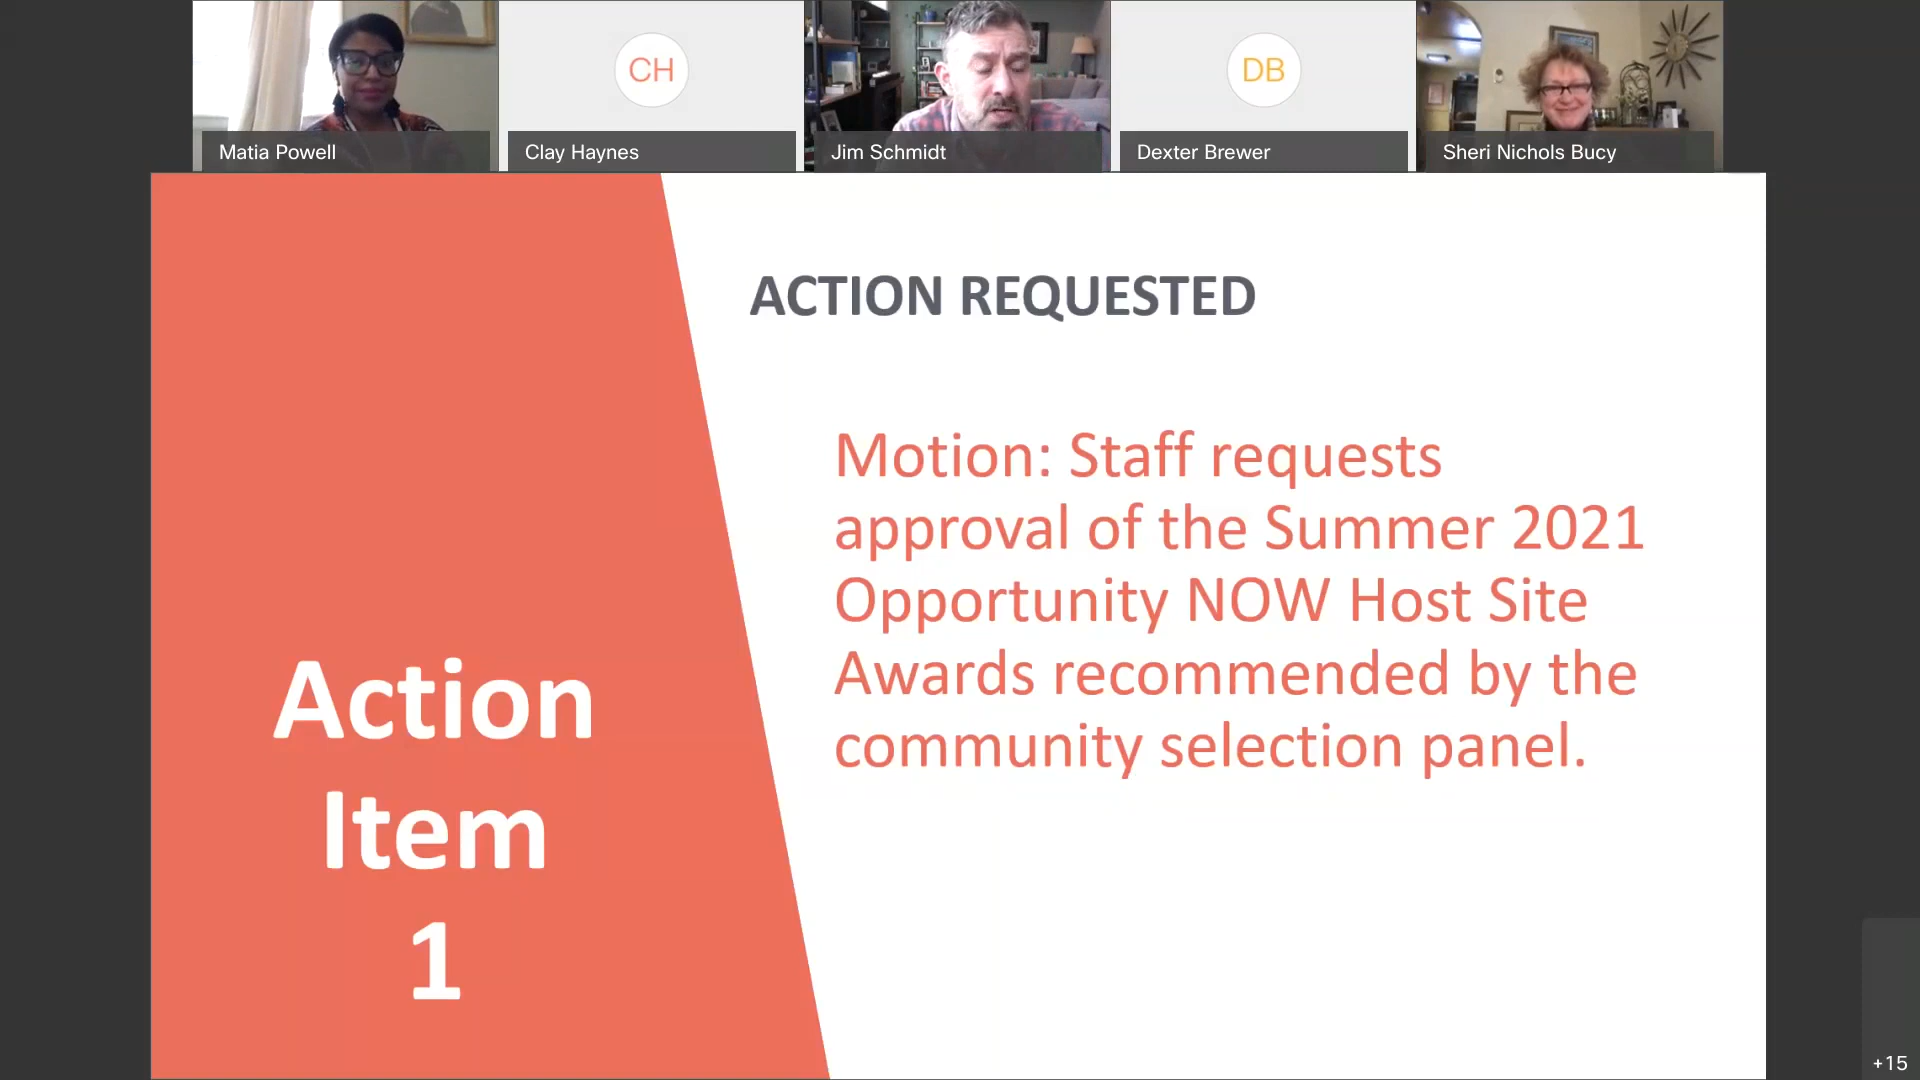 CH
DB
Matia Powell
Clay Haynes
Jim Schmidt
Dexter Brewer
Sheri Nichols Bucy
ACTION REQUESTED
Motion: Staff requests
approval of the Summer 2021
Opportunity NOW Host Site
Awards recommended by the
community selection panel.
Action
Item
1
+15